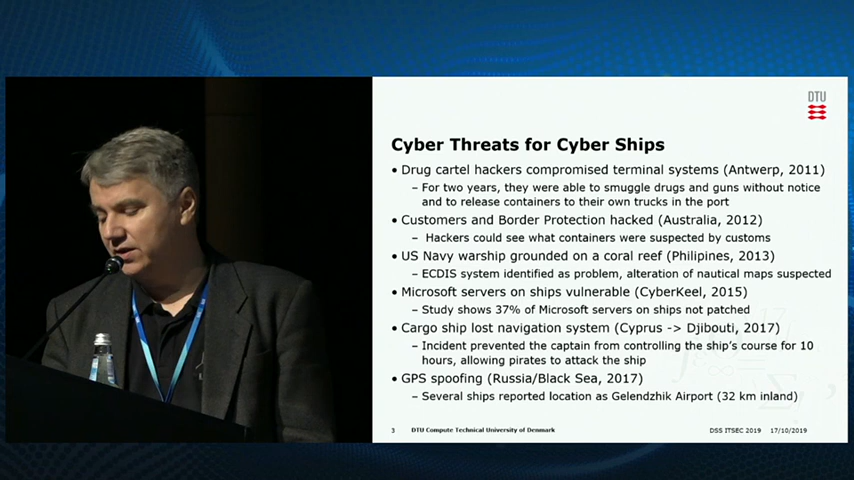 DTU
Cyber Threats for Cyber Ships
• Drug cartel hackers compromised terminal systems (Antwerp, 2011)
– For two years, they were able to smuggle drugs and guns without notice
and to release containers to their own trucks in the port
• Customers and Border Protection hacked (Australia, 2012)
– Hackers could see what containers were suspected by customs
• US Navy warship grounded on a coral reef (Philipines, 2013)
– ECDIS system identified as problem, alteration of nautical maps suspected
• Microsoft servers on ships vulnerable (CyberKeel, 2015)
– Study shows 37% of Microsoft servers on ships not patched
• Cargo ship lost navigation system (Cyprus -> Djibouti, 2017)
– Incident prevented the captain from controlling the ship's course for 10
hours, allowing pirates to attack the ship
• GPS spoofing (Russia/Black Sea, 2017)
– Several ships reported location as Gelendzhik Airport (32 km inland)
3 DTU Compute Technical University of Denmark DSS ITSEC 2019 17/10/2019